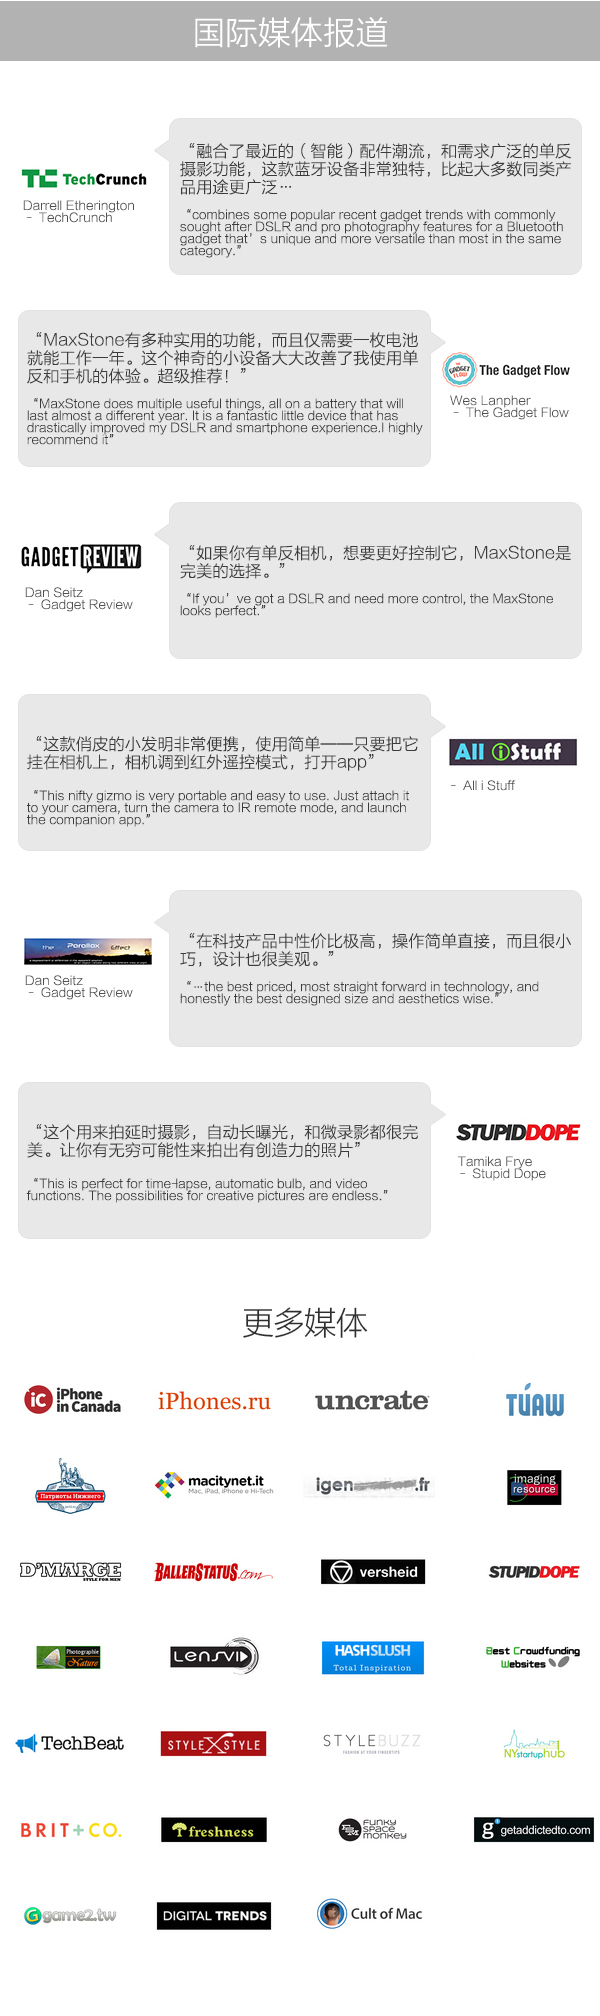 国际媒体报道
TechCrunch
Darrell Etherington
- TechCrunch
“融合了最近的（智能）配件潮流，和需求广泛的单反
摄影功能，这款蓝牙设备非常独特，比起大多数同类产
品用途更广泛…
“combines some popular recent gadget trends with commonly
sought after DSLR and pro photography features for a Bluetooth
gadget that’s unique and more versatile than most in the same
category.”
“MaxStone有多种实用的功能，而且仅需要一枚电池
就能工作一年。这个神奇的小设备大大改善了我使用单
反和手机的体验。超级推荐！”
“MaxStone does multiple useful things, all on a battery that will
last almost a different year. It is a fantastic little device that has
drastically improved my DSLR and smartphone experience.I highly
recommend it”
THE GADGET FLOW
The Gadget Flow
Wes Lanpher
- The Gadget Flow
GADGET REVIEW
Dan Seitz
- Gadget Review
“如果你有单反相机，想要更好控制它，MaxStone是
完美的选择。”
“If you’ve got a DSLR and need more control, the MaxStone
looks perfect.”
“这款俏皮的小发明非常便携，使用简单——只要把它
挂在相机上，相机调到红外遥控模式，打开app”
“This nifty gizmo is very portable and easy to use. Just attach it
to your camera, turn the camera to IR remote mode, and launch
the companion app.”
All iStuff
- All i Stuff
the Parallax Effect
Dan Seitz
- Gadget Review
“在科技产品中性价比极高，操作简单直接，而且很小
巧，设计也很美观。”
“…the best priced, most straight forward in technology, and
honestly the best designed size and aesthetics wise.”
“这个用来拍延时摄影，自动长曝光，和微录影都很完
美。让你有无穷可能性来拍出有创造力的照片”
“This is perfect for time-lapse, automatic bulb, and video
functions. The possibilities for creative pictures are endless.”
STUPIDDOPE
Tamika Frye
- Stupid Dope
更多媒体
iC iPhone
in Canada
iPhones.ru
uncrate
TUAW
Патриоты Нижнего
macitynet.it
Mac, iPad, iPhone e Hi-Tech
igen .fr
imaging
resource
D'MARGE
STYLE FOR MEN
BALLERSTATUS.com
versheid
STUPIDDOPE
Photographie
Nature
LENSVID
HASHSLUSH
Total Inspiration
Best Crowdfunding
Websites
TechBeat
STYLE X STYLE
STYLEBUZZ
FASHION AT YOUR FINGERTIPS
NYstartuphub
BRIT+CO.
freshness
FUNKY
SPACE
MONKEY
g getaddictedto.com
Ggame2.tw
DIGITAL TRENDS
Cult of Mac